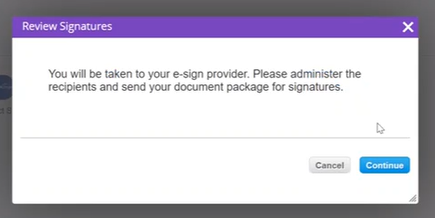 Review Signatures
You will be taken to your e-sign provider. Please administer the
recipients and send your document package for signatures.
Cancel
Continue